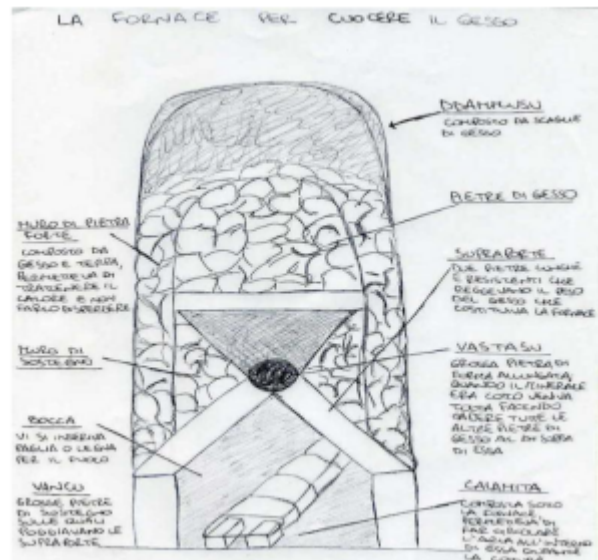 LA FORNACE PER CUOCERE IL GESSO
DDAMMUSU
COMPOSTO DA SCAGLIE
DI GESSO
PIETRE DI GESSO
MURO DI PIETRA
FORTE
COMPOSTO DA
GESSO E TERRA,
PERMETTEVA DI
TRATTENERE IL
CALORE E NON
FARLO DISPERDERE
SUPRAPORTE
DUE PIETRE LUNGHE
E RESISTENTI CHE
REGGEVANO IL PESO
DEL GESSO CHE
COSTITUIVA LA FORNACE
MURO DI
SOSTEGNO
VASTASU
GROSSA PIETRA DI
FORMA ALLUNGATA,
QUANDO IL MINERALE
ERA COTTO VENIVA
TOLTA FACENDO
CADERE TUTTE LE
ALTRE PIETRE DI
GESSO AL DI SOPRA
DI ESSA
BOCCA
VI SI INSERIVA
PAGLIA O LEGNA
PER IL FUOCO
VANCU
GROSSE PIETRE
DI SOSTEGNO
SULLE QUALI
POGGIAVANO LE
SUPRAPORTE
CALAMITA
SOTTO
LA FORNACE
PERMETTEVA DI
FAR CIRCOLARE
L'ARIA ALL'INTERNO
DI ESSA DURANTE
LA